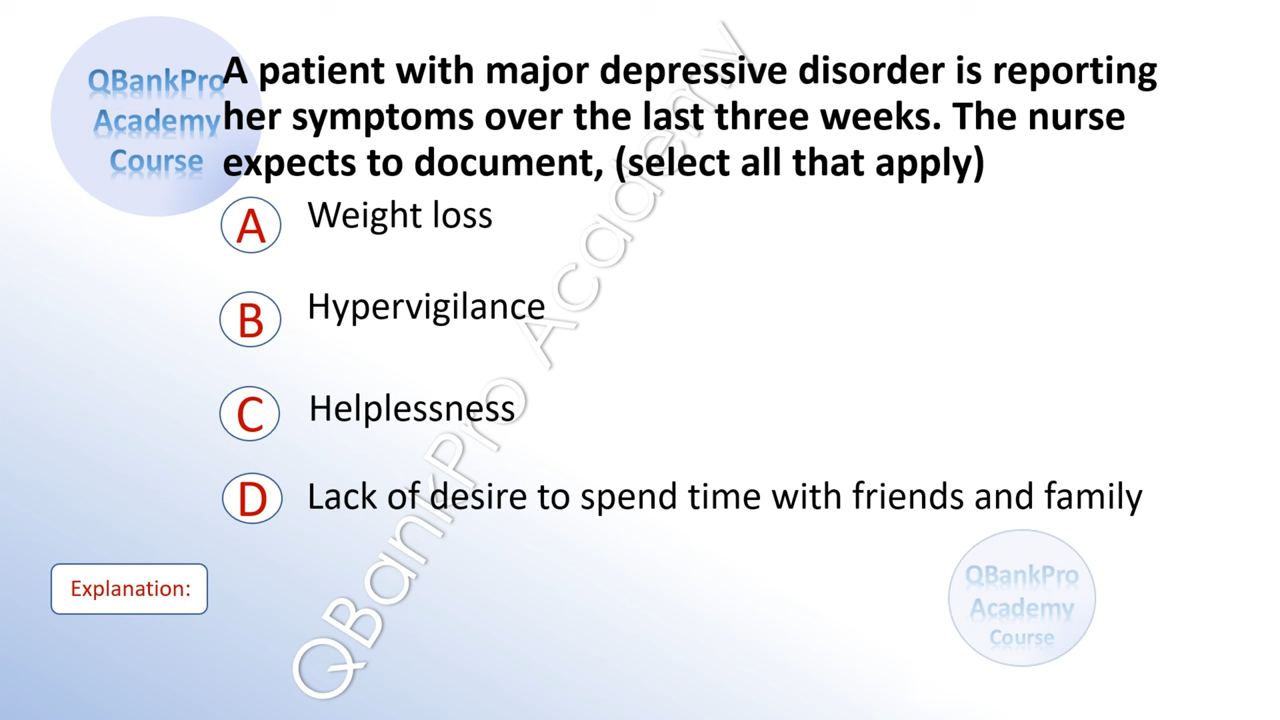 QBankPro
Academy
Course
A patient with major depressive disorder is reporting
her symptoms over the last three weeks. The nurse
expects to document, (select all that apply)
A Weight loss
B Hypervigilance
C Helplessness
D Lack of desire to spend time with friends and family
Explanation:
QBankPro Academy
QBankPro
Academy
Course